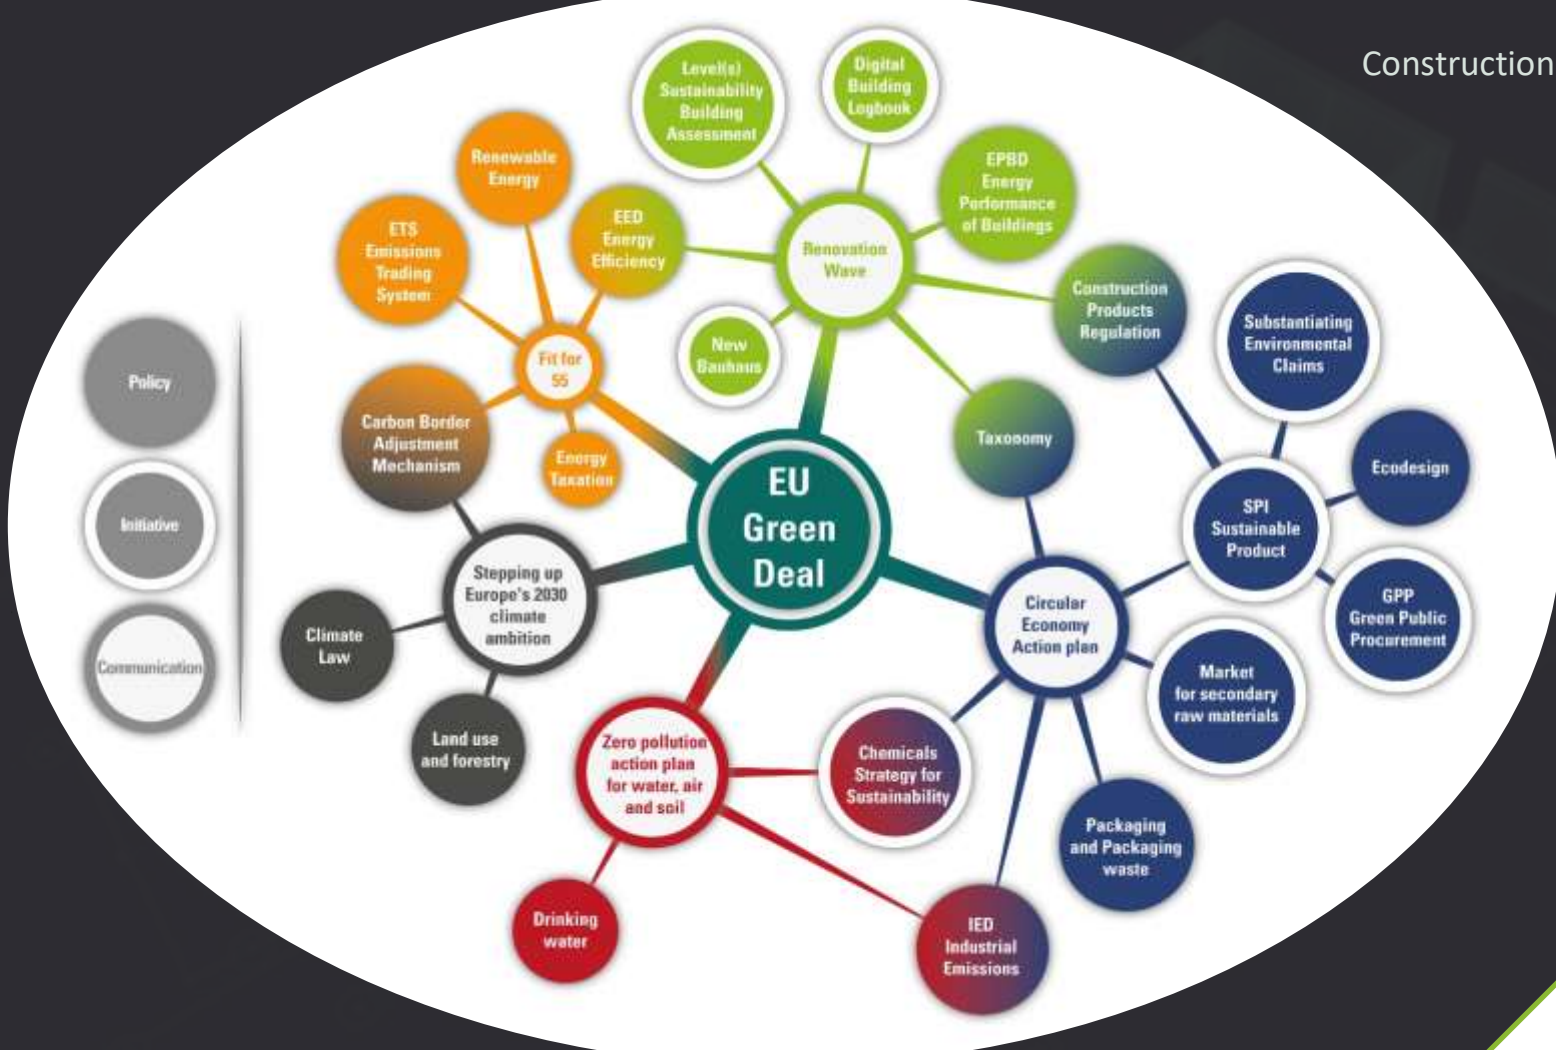 Construction
Level(s)
Sustainability
Building
Assessment
Digital
Building
Logbook
Renewable
Energy
EPBD
Energy
Performance
of Buildings
ETS
Emissions
Trading
System
EED
Energy
Efficiency
Renovation
Wave
Construction
Products
Regulation
Substantiating
Environmental
Claims
New
Bauhaus
Fit for
55
Policy
Carbon Border
Adjustment
Mechanism
Energy
Taxation
Taxonomy
Ecodesign
EU
Green
Deal
SPI
Sustainable
Product
Initiative
Stepping up
Europe's 2030
climate
ambition
Circular
Economy
Action plan
GPP
Green Public
Procurement
Climate
Law
Communication
Market
for secondary
raw materials
Land use
and forestry
Zero pollution
action plan
for water, air
and soil
Chemicals
Strategy for
Sustainability
Packaging
and Packaging
waste
Drinking
water
IED
Industrial
Emissions